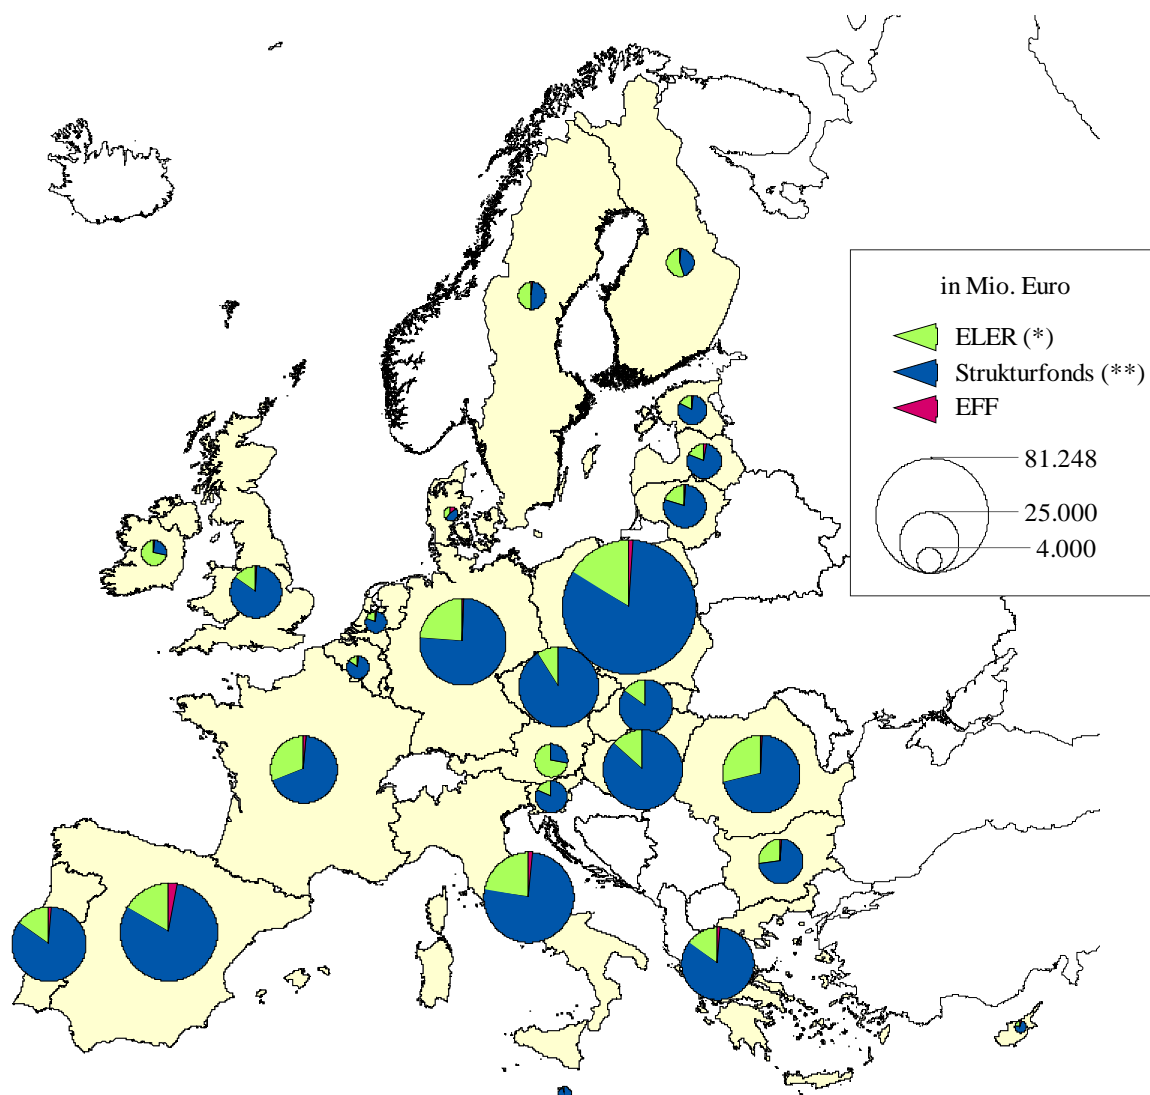 in Mio. Euro
ELER (*)
Strukturfonds (**)
EFF
81.248
25.000
4.000